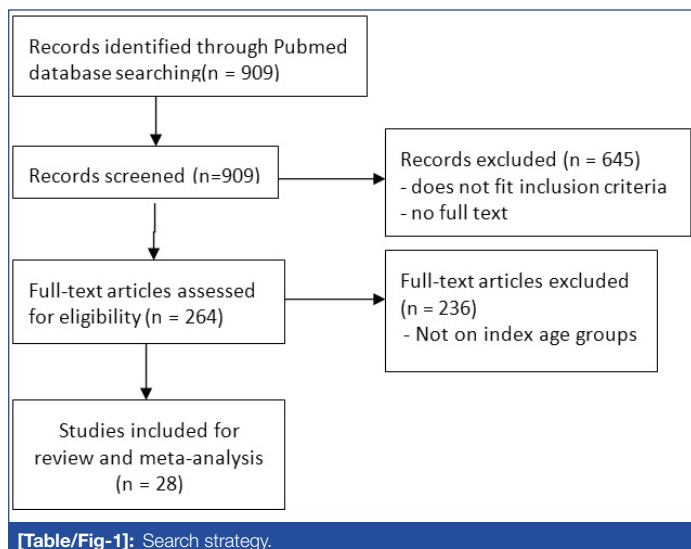 Records identified through Pubmed
database searching(n = 909)
Records screened (n=909)
Records excluded (n = 645)
- does not fit inclusion criteria
- no full text
Full-text articles assessed
for eligibility (n = 264)
Full-text articles excluded
(n = 236)
- Not on index age groups
Studies included for
review and meta-analysis
(n = 28)
[Table/Fig-1]: Search strategy.